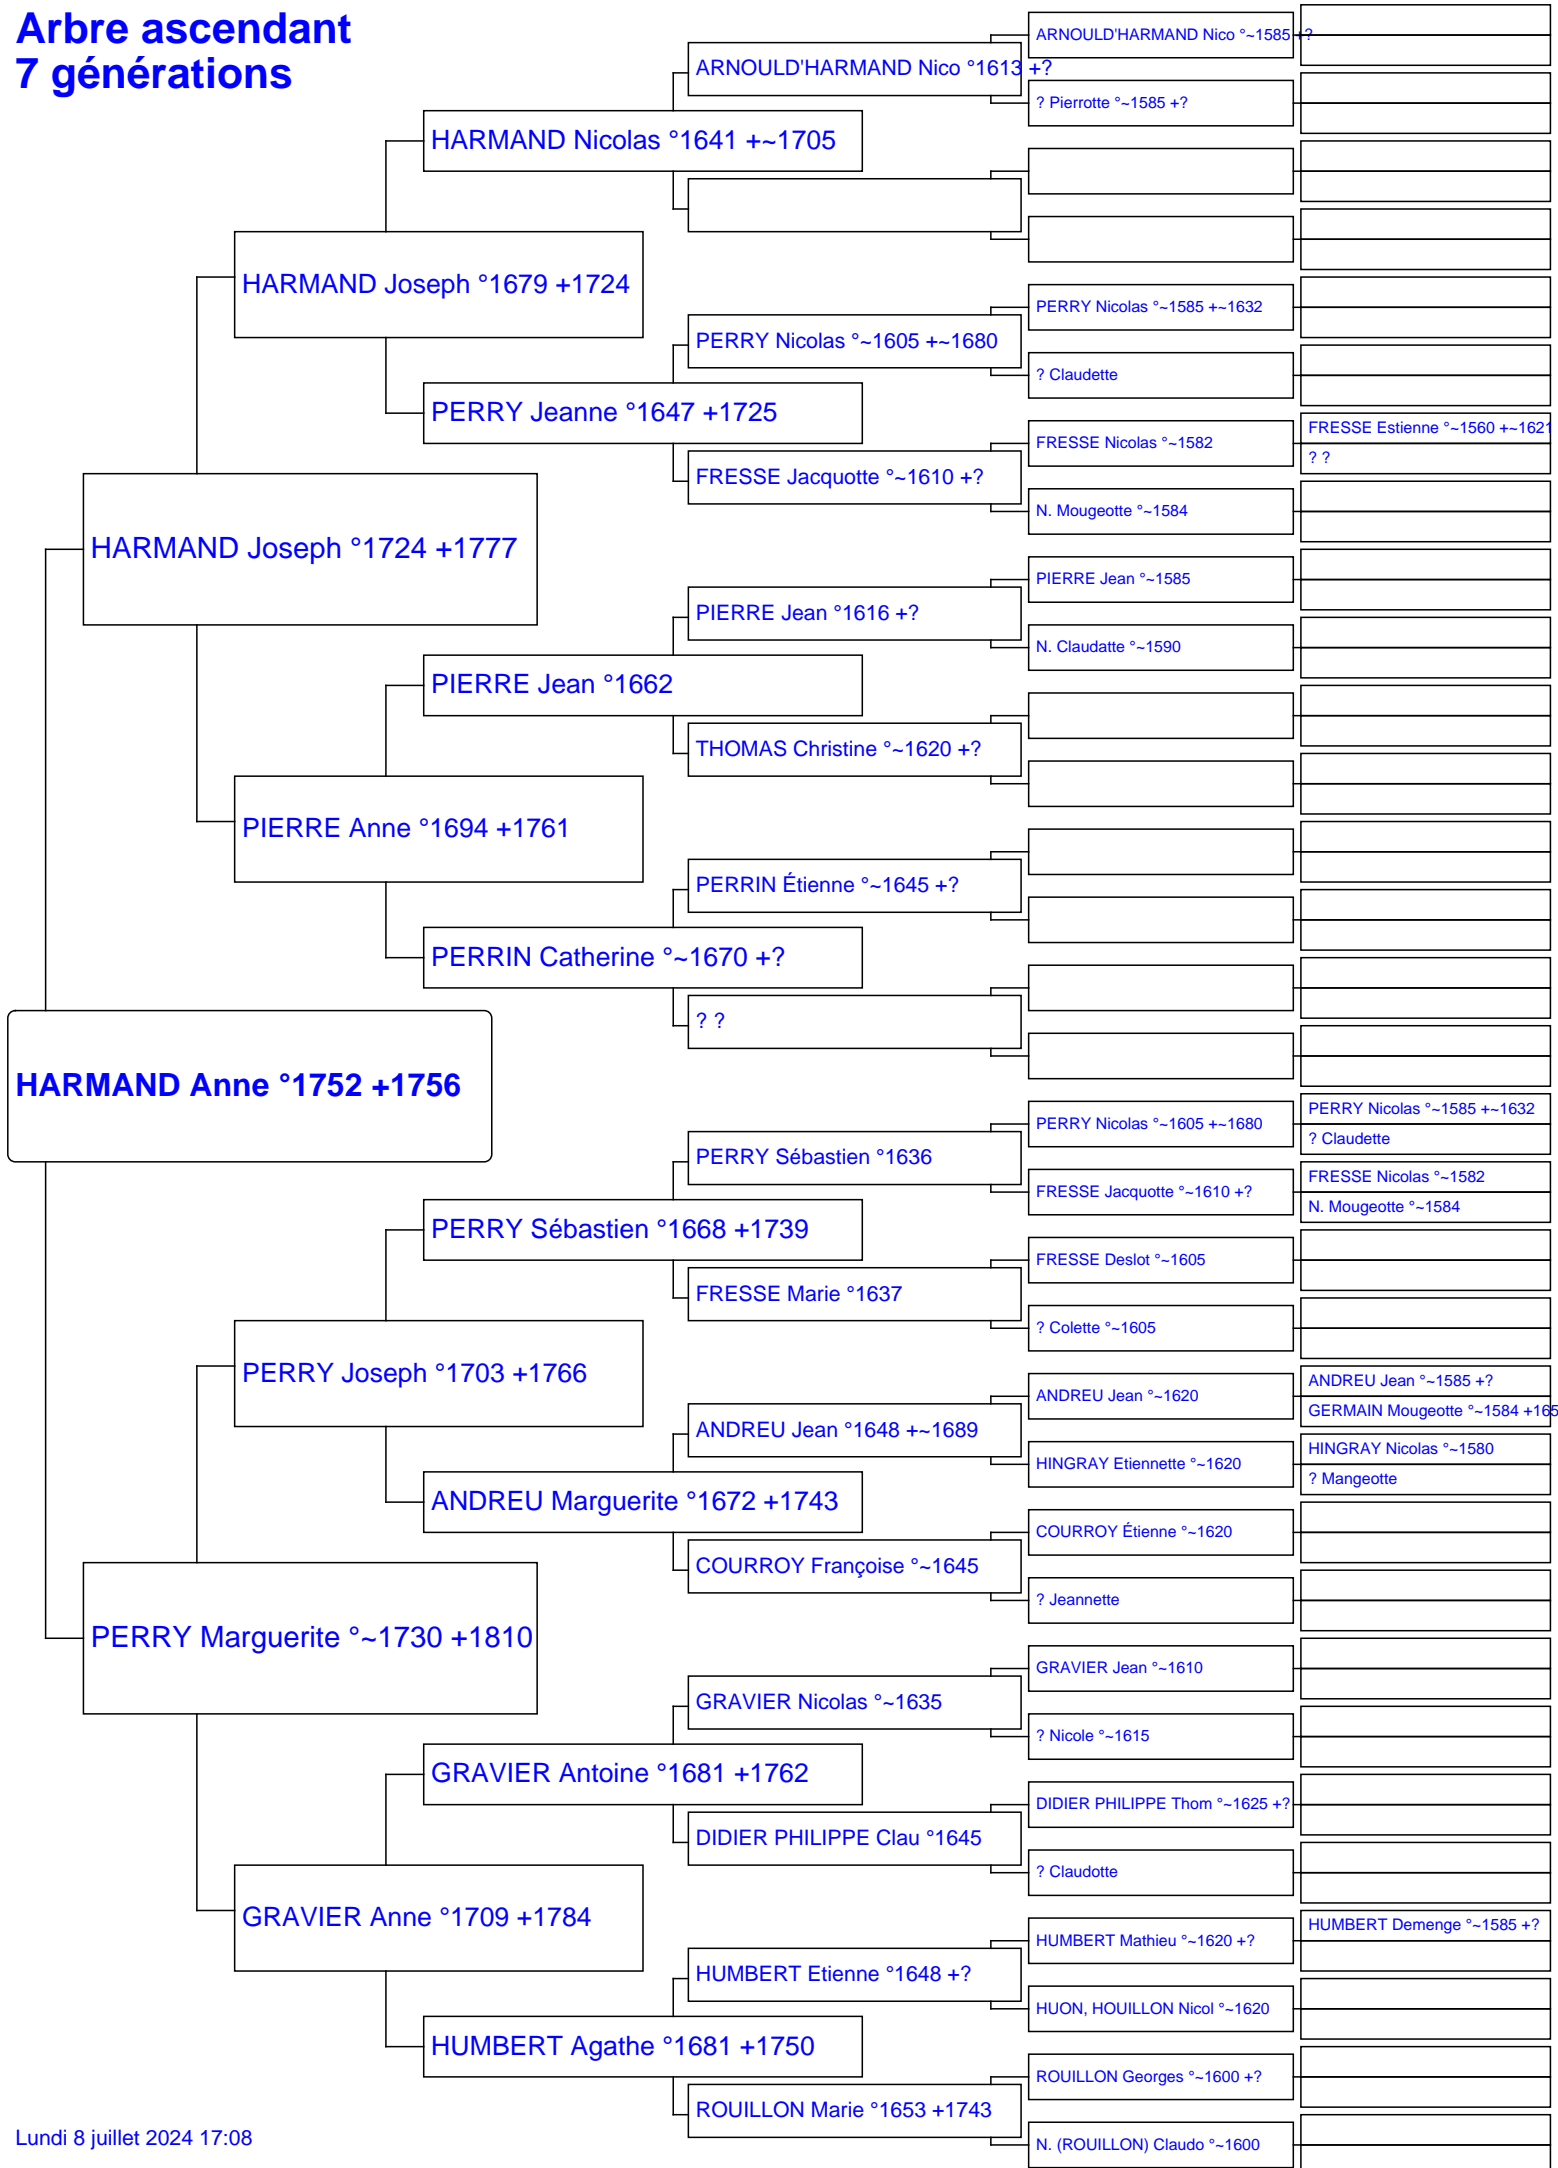 Arbre ascendant
7 générations
ARNOULD'HARMAND Nico °~1585 +?
ARNOULD'HARMAND Nico °1613 +?
? Pierrotte °~1585 +?
HARMAND Nicolas °1641 +~1705
HARMAND Joseph °1679 +1724
PERRY Nicolas °~1585 +~1632
PERRY Nicolas °~1605 +~1680
? Claudette
PERRY Jeanne °1647 +1725
FRESSE Estienne °~1560 +~1621
FRESSE Nicolas °~1582
? ?
FRESSE Jacquotte °~1610 +?
N. Mougeotte °~1584
HARMAND Joseph °1724 +1777
PIERRE Jean °~1585
PIERRE Jean °1616 +?
N. Claudatte °~1590
PIERRE Jean °1662
THOMAS Christine °~1620 +?
PIERRE Anne °1694 +1761
PERRIN Étienne °~1645 +?
PERRIN Catherine °~1670 +?
? ?
HARMAND Anne °1752 +1756
PERRY Nicolas °~1585 +~1632
PERRY Nicolas °~1605 +~1680
? Claudette
PERRY Sébastien °1636
FRESSE Nicolas °~1582
FRESSE Jacquotte °~1610 +?
N. Mougeotte °~1584
PERRY Sébastien °1668 +1739
FRESSE Deslot °~1605
FRESSE Marie °1637
? Colette °~1605
PERRY Joseph °1703 +1766
ANDREU Jean °~1585 +?
ANDREU Jean °~1620
GERMAIN Mougeotte °~1584 +165
ANDREU Jean °1648 +~1689
HINGRAY Nicolas °~1580
HINGRAY Etiennette °~1620
? Mangeotte
ANDREU Marguerite °1672 +1743
COURROY Étienne °~1620
COURROY Françoise °~1645
? Jeannette
PERRY Marguerite °~1730 +1810
GRAVIER Jean °~1610
GRAVIER Nicolas °~1635
? Nicole °~1615
GRAVIER Antoine °1681 +1762
DIDIER PHILIPPE Thom °~1625 +?
DIDIER PHILIPPE Clau °1645
? Claudotte
GRAVIER Anne °1709 +1784
HUMBERT Demenge °~1585 +?
HUMBERT Mathieu °~1620 +?
HUMBERT Etienne °1648 +?
HUON, HOUILLON Nicol °~1620
HUMBERT Agathe °1681 +1750
ROUILLON Georges °~1600 +?
ROUILLON Marie °1653 +1743
N. (ROUILLON) Claudo °~1600
Lundi 8 juillet 2024 17:08